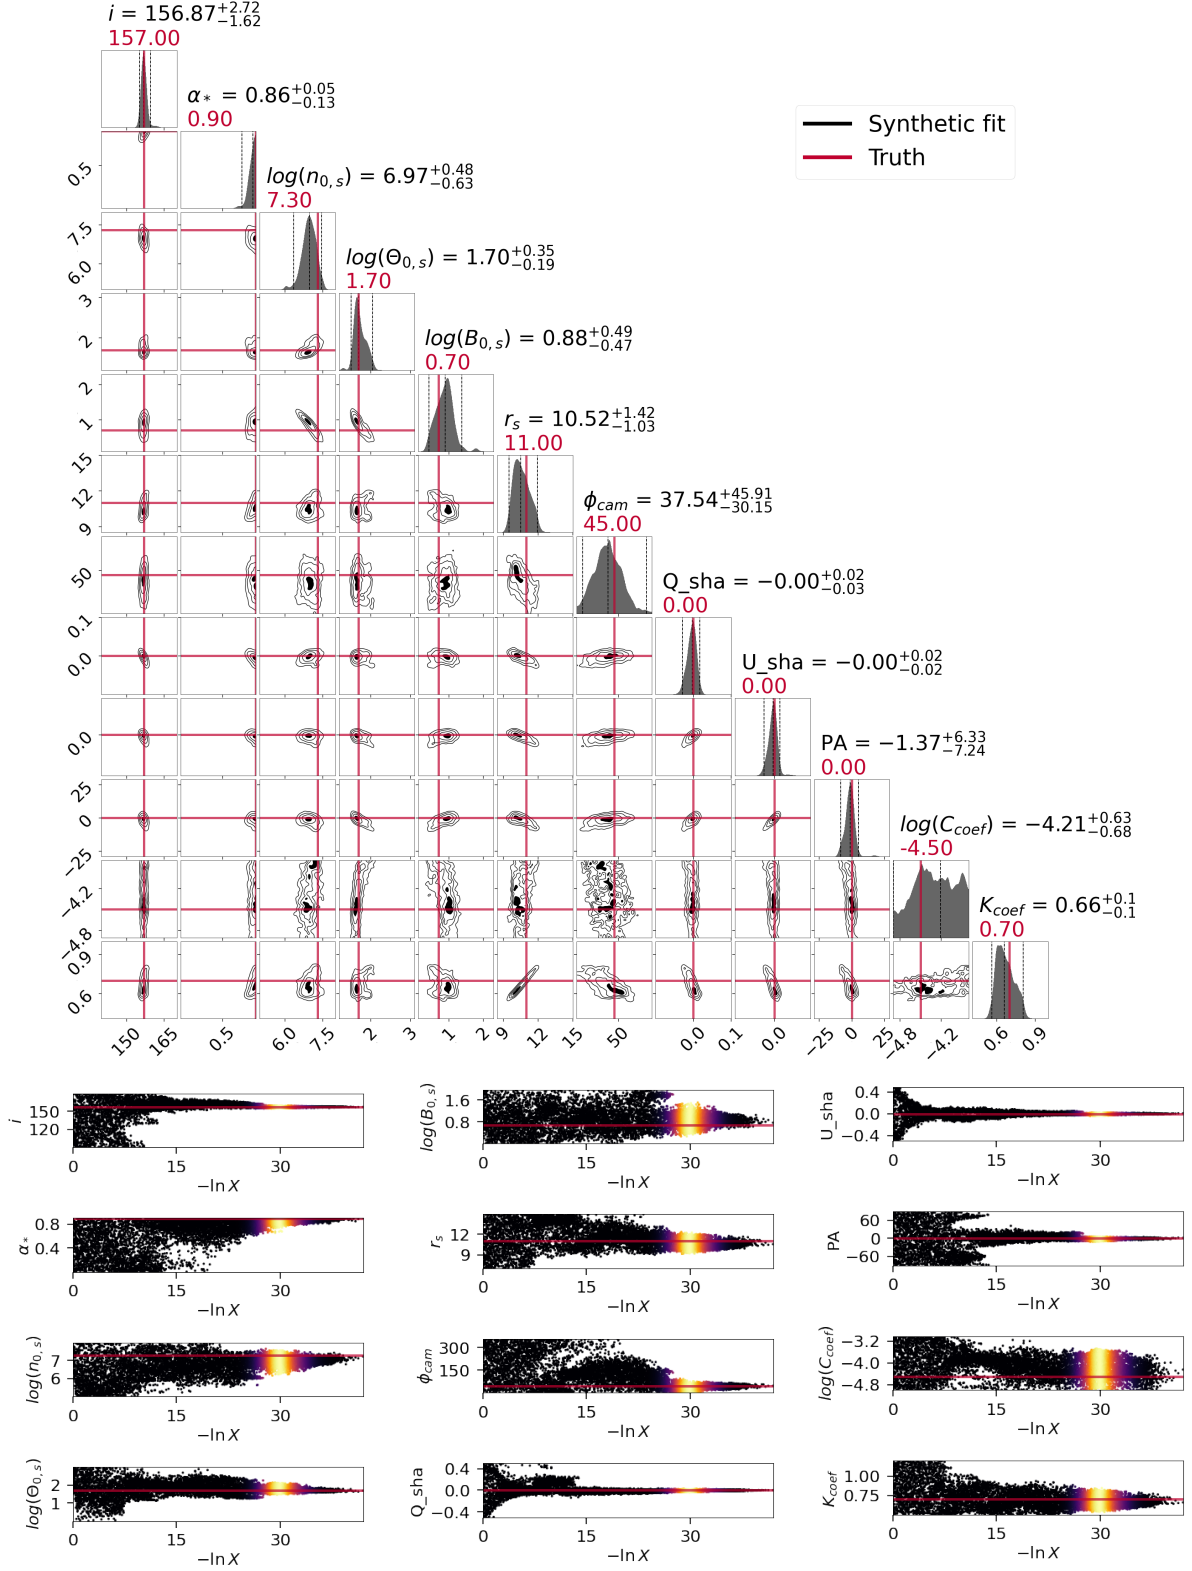 i = 156.87+2.72 −1.62
157.00
α* = 0.86+0.05 −0.13
0.90
Synthetic fit
Truth
log(n0,s) = 6.97+0.48 −0.63
7.30
log(Θ0,s) = 1.70+0.35 −0.19
1.70
log(B0,s) = 0.88+0.49 −0.47
0.70
rs = 10.52+1.42 −1.03
11.00
ϕcam = 37.54+45.91 −30.15
45.00
Q_sha = −0.00+0.02 −0.03
0.00
U_sha = −0.00+0.02 −0.02
0.00
PA = −1.37+6.33 −7.24
0.00
log(Ccoef) = −4.21+0.63 −0.68
-4.50
Kcoef = 0.66+0.1 −0.1
0.70
0.5
7.5
6.0
3
2
2
1
15
12
9
50
0.1
0.0
0.0
25
0
−25
−4.2
−4.8
0.9
0.6
150 165 0.5 6.0 7.5 2 3 1 2 9 12 15 50 0.0 0.1 0.0 −25 0 25 −4.8 −4.2 0.6 0.9
i
150
120
0 15 30
−ln X
log(B0,s)
1.6
0.8
0 15 30
−ln X
U_sha
0.4
0.0
−0.4
0 15 30
−ln X
α*
0.8
0.4
0 15 30
−ln X
rs
12
9
0 15 30
−ln X
PA
60
0
−60
0 15 30
−ln X
log(n0,s)
7
6
0 15 30
−ln X
ϕcam
300
150
0 15 30
−ln X
log(Ccoef)
−3.2
−4.0
−4.8
0 15 30
−ln X
log(Θ0,s)
2
1
0 15 30
−ln X
Q_sha
0.4
0.0
−0.4
0 15 30
−ln X
Kcoef
1.00
0.75
0 15 30
−ln X